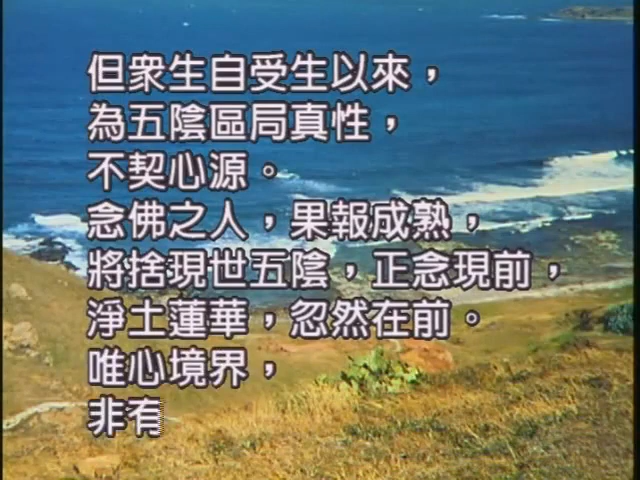 但眾生自受生以來，
為五陰區局真性，
不契心源。
念佛之人，果報成熟，
將捨現世五陰，正念現前，
淨土蓮華，忽然在前。
唯心境界，
非有